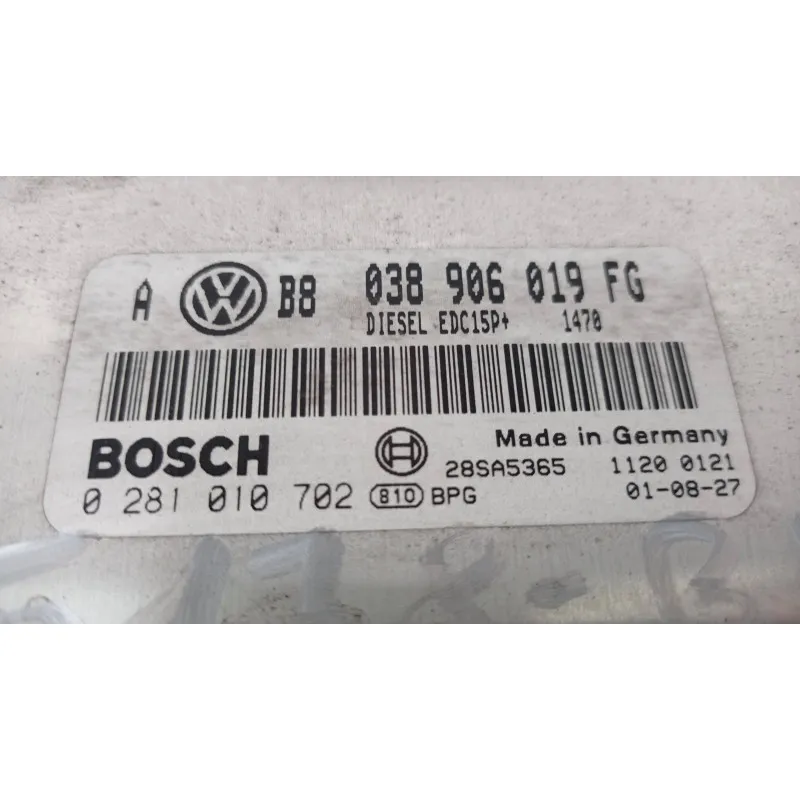 A VW B8 038 906 019 FG
DIESEL EDC15P+ 1470
BOSCH Made in Germany
28SA5365 1120 0121
0 281 010 702 810 BPG 01-08-27